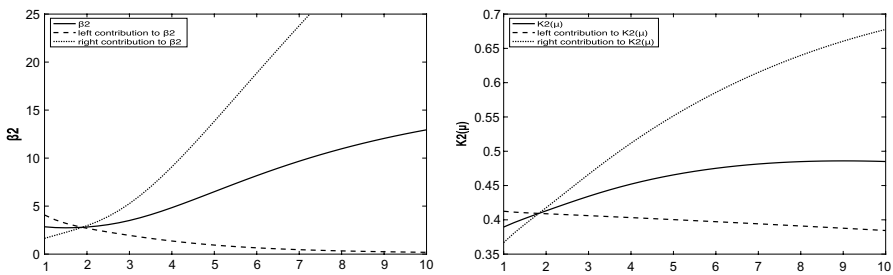 25
20
15
10
5
0
β2
β2
left contribution to β2
right contribution to β2
1 2 3 4 5 6 7 8 9 10
0.7
0.65
0.6
0.55
0.5
0.45
0.4
0.35
K2(μ)
K2(μ)
left contribution to K2(μ)
right contribution to K2(μ)
1 2 3 4 5 6 7 8 9 10